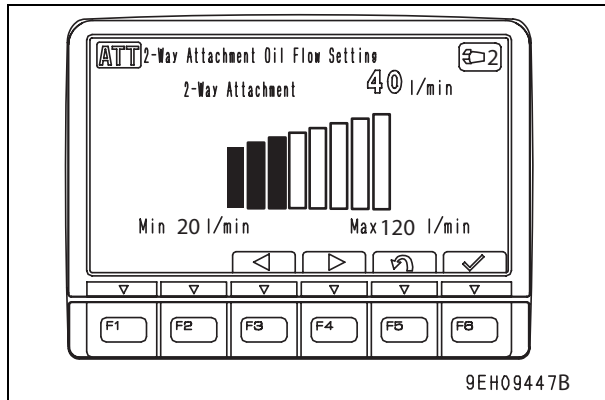 ATT 2-Way Attachment Oil Flow Setting 2
2-Way Attachment 40 l/min
Min 20 l/min Max 120 l/min
F1 F2 F3 F4 F5 F6
9EH09447B